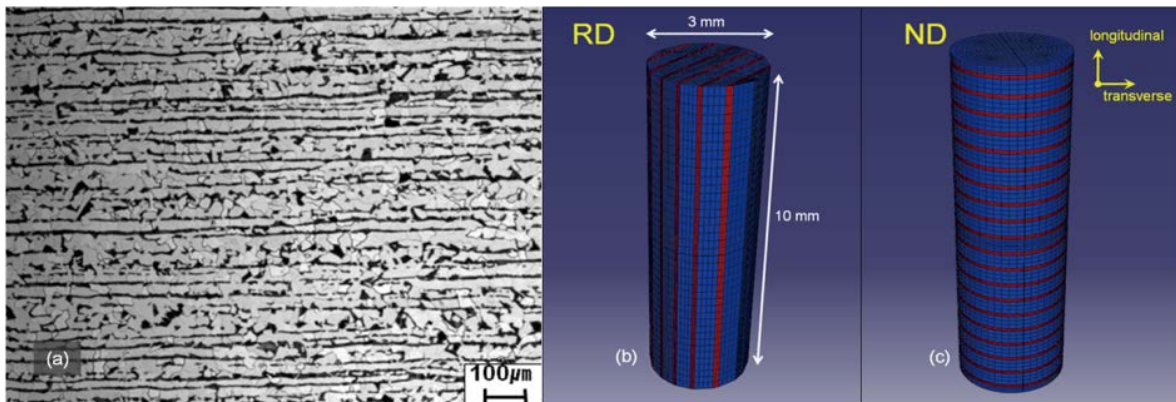 (a)
100µm
RD
3 mm
10 mm
(b)
ND
longitudinal
transverse
(c)